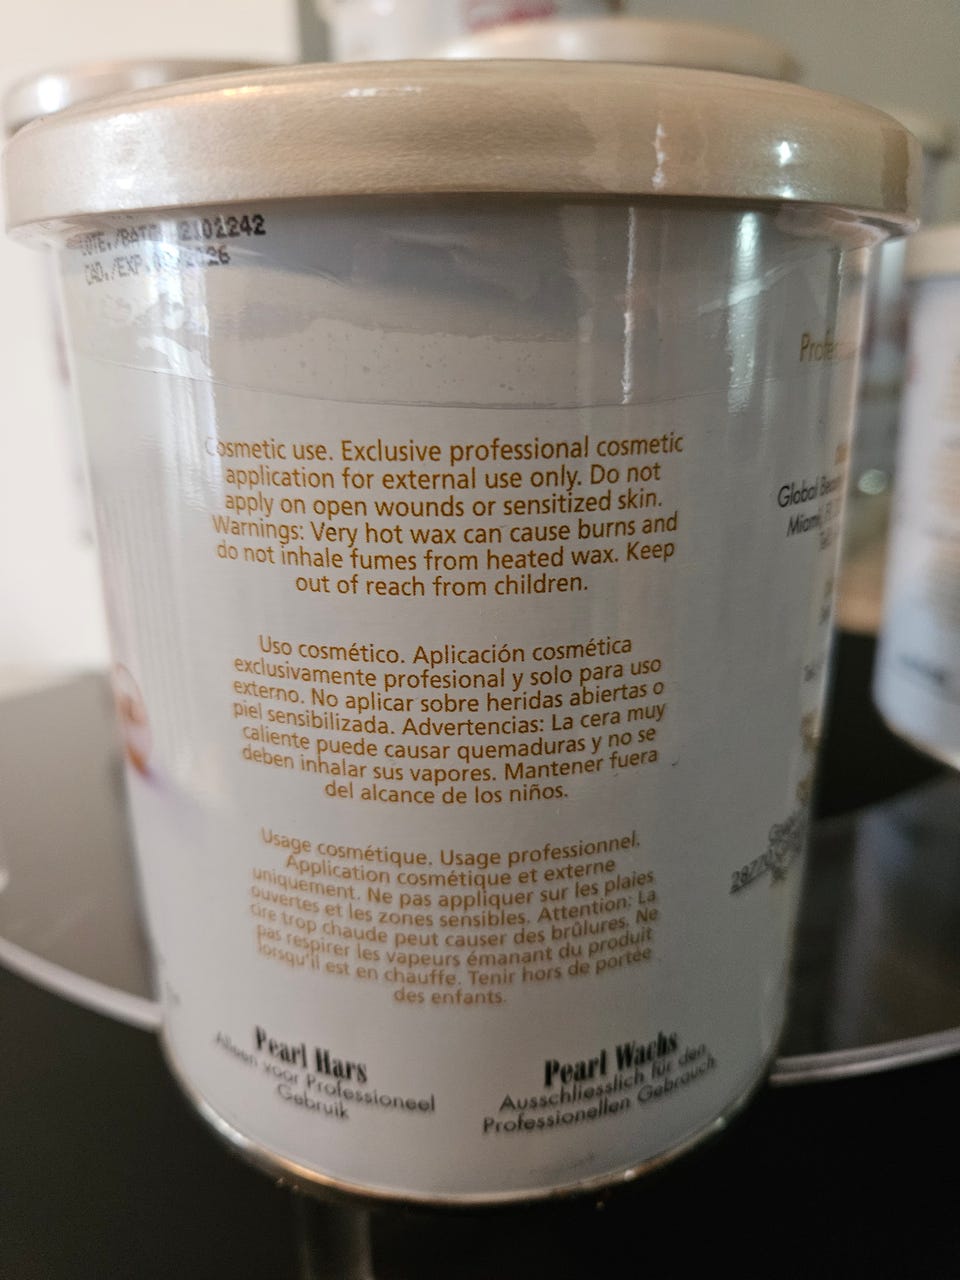 LOTE./BATCH 2101242
CAD./EXP. 2026
Cosmetic use. Exclusive professional cosmetic
application for external use only. Do not
apply on open wounds or sensitized skin.
Warnings: Very hot wax can cause burns and
do not inhale fumes from heated wax. Keep
out of reach from children.
Uso cosmético. Aplicación cosmética
exclusivamente profesional y solo para uso
externo. No aplicar sobre heridas abiertas o
piel sensibilizada. Advertencias: La cera muy
caliente puede causar quemaduras y no se
deben inhalar sus vapores. Mantener fuera
del alcance de los niños.
Usage cosmétique. Usage professionnel.
Application cosmétique et externe
uniquement. Ne pas appliquer sur les plaies
ouvertes et les zones sensibles. Attention: La
cire trop chaude peut causer des brûlures. Ne
pas respirer les vapeurs émanant du produit
lorsqu'il est en chauffe. Tenir hors de portée
des enfants.
Pearl Hars
Alleen voor Professioneel
Gebruik
Pearl Wachs
Ausschliesslich für den
Professionellen Gebrauch
Global
Miami